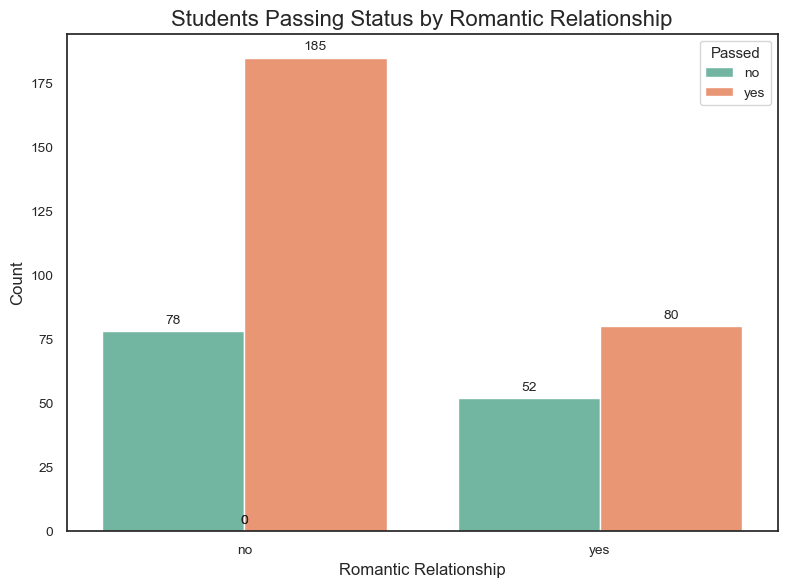 Students Passing Status by Romantic Relationship
185
Passed
no
yes
175
150
125
100
Count
78
80
75
52
50
25
0
0
no
yes
Romantic Relationship